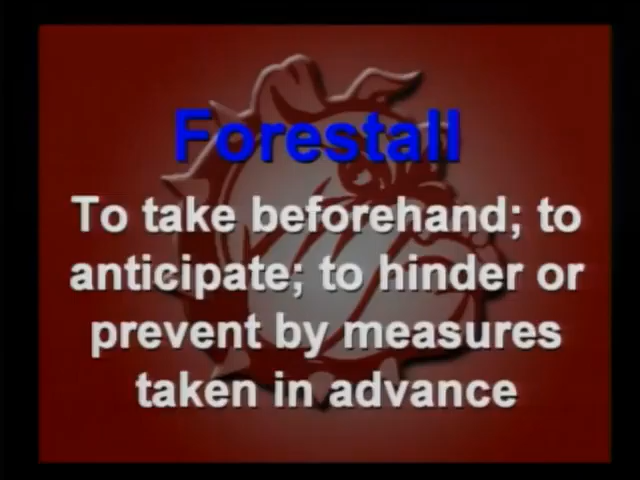 Forestall
To take beforehand; to
anticipate; to hinder or
prevent by measures
taken in advance